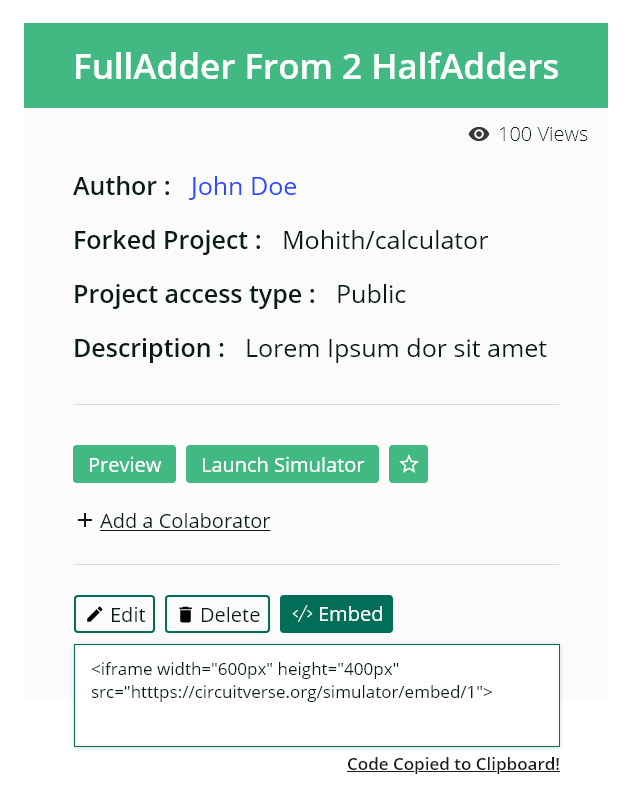 FullAdder From 2 HalfAdders
100 Views
Author : John Doe
Forked Project : Mohith/calculator
Project access type : Public
Description : Lorem Ipsum dor sit amet
Preview Launch Simulator
+ Add a Colaborator
Edit Delete </> Embed
<iframe width="600px" height="400px"
src="htttps://circuitverse.org/simulator/embed/1">
Code Copied to Clipboard!